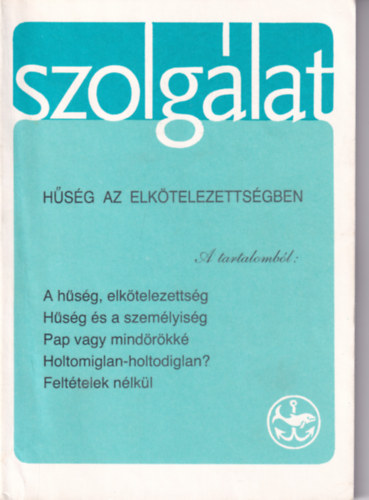 szolgálat
HŰSÉG AZ ELKÖTELEZETTSÉGBEN
A tartalomból:
A hűség, elkötelezettség
Hűség és a személyiség
Pap vagy mindörökké
Holtomiglan-holtodiglan?
Feltételek nélkül